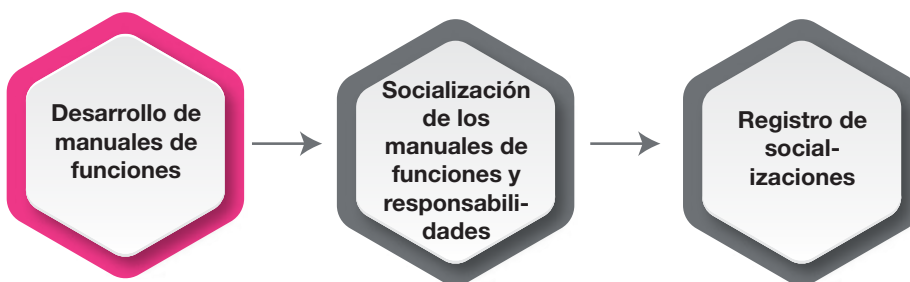 Desarrollo de
manuales de
funciones
Socialización
de los
manuales de
funciones y
responsabili-
dades
Registro de
social-
izaciones